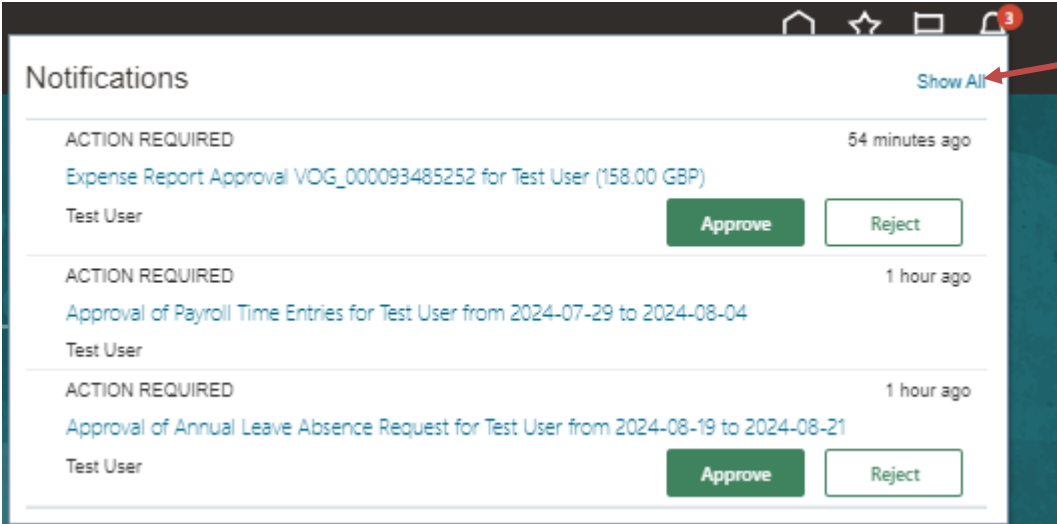 3
Notifications
Show All
ACTION REQUIRED
54 minutes ago
Expense Report Approval VOG_000093485252 for Test User (158.00 GBP)
Test User
Approve
Reject
ACTION REQUIRED
1 hour ago
Approval of Payroll Time Entries for Test User from 2024-07-29 to 2024-08-04
Test User
ACTION REQUIRED
1 hour ago
Approval of Annual Leave Absence Request for Test User from 2024-08-19 to 2024-08-21
Test User
Approve
Reject